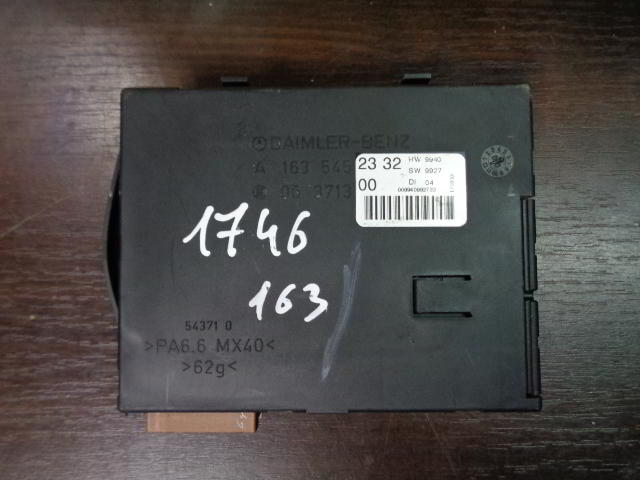 DAIMLER-BENZ
A 163 545
23 32
00
HW 9940
SW 9927
DI 04
06 3713
1746
163
54371 0
>PA6.6 MX40<
>62g<